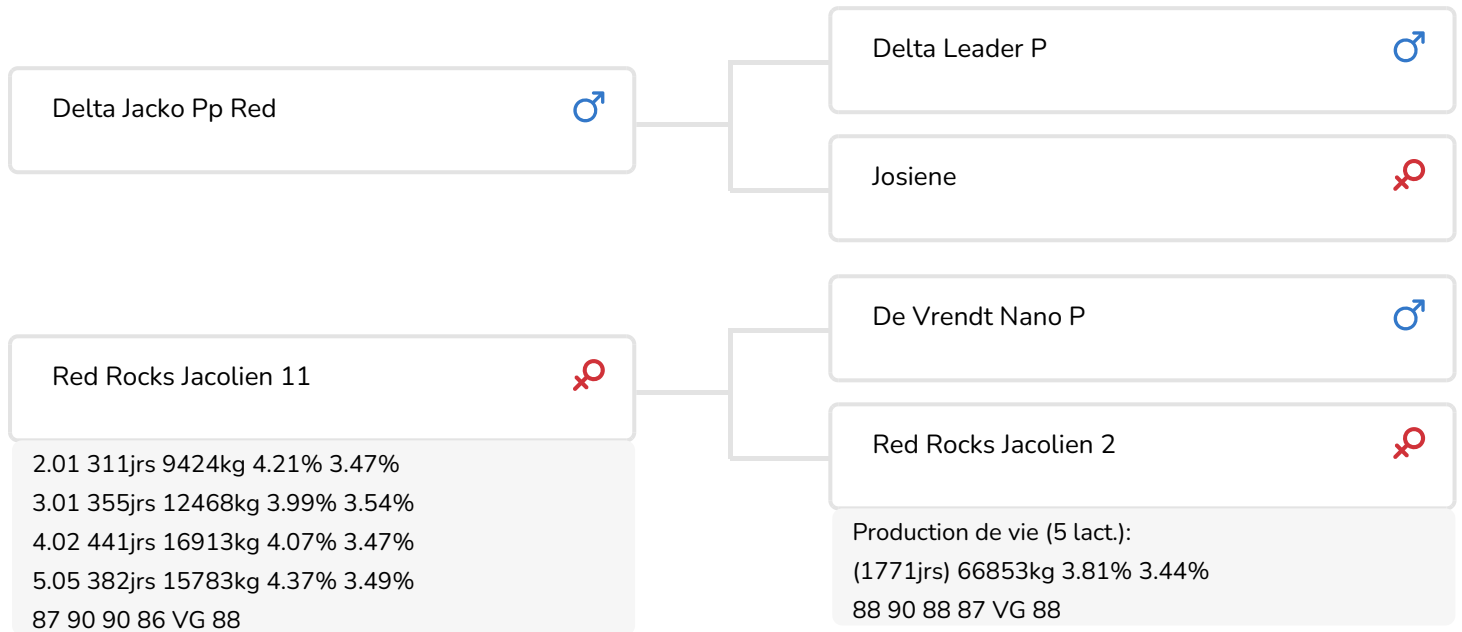 Delta Jacko Pp Red
Delta Leader P
Josiene
Red Rocks Jacolien 11
2.01 311jrs 9424kg 4.21% 3.47%
3.01 355jrs 12468kg 3.99% 3.54%
4.02 441jrs 16913kg 4.07% 3.47%
5.05 382jrs 15783kg 4.37% 3.49%
87 90 90 86 VG 88
De Vrendt Nano P
Red Rocks Jacolien 2
Production de vie (5 lact.):
(1771jrs) 66853kg 3.81% 3.44%
88 90 88 87 VG 88